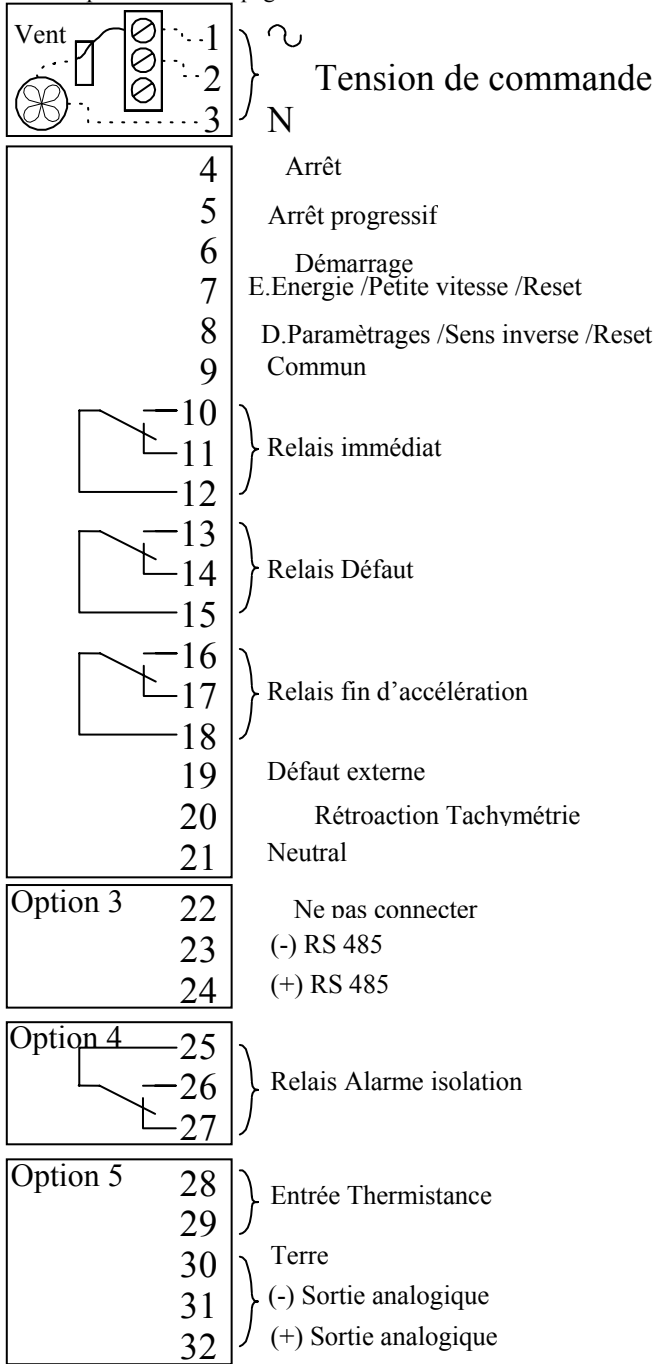 Vent 1
2 Tension de commande
3 N
4 Arrêt
5 Arrêt progressif
6 Démarrage
7 E.Energie /Petite vitesse /Reset
8 D.Paramètrages /Sens inverse /Reset
9 Commun
10
11 Relais immédiat
12
13
14 Relais Défaut
15
16
17 Relais fin d’accélération
18
19 Défaut externe
20 Rétroaction Tachymétrie
21 Neutral
Option 3 22 Ne pas connecter
23 (-) RS 485
24 (+) RS 485
Option 4 25
26 Relais Alarme isolation
27
Option 5 28
Entrée Thermistance
29
30 Terre
31 (-) Sortie analogique
32 (+) Sortie analogique